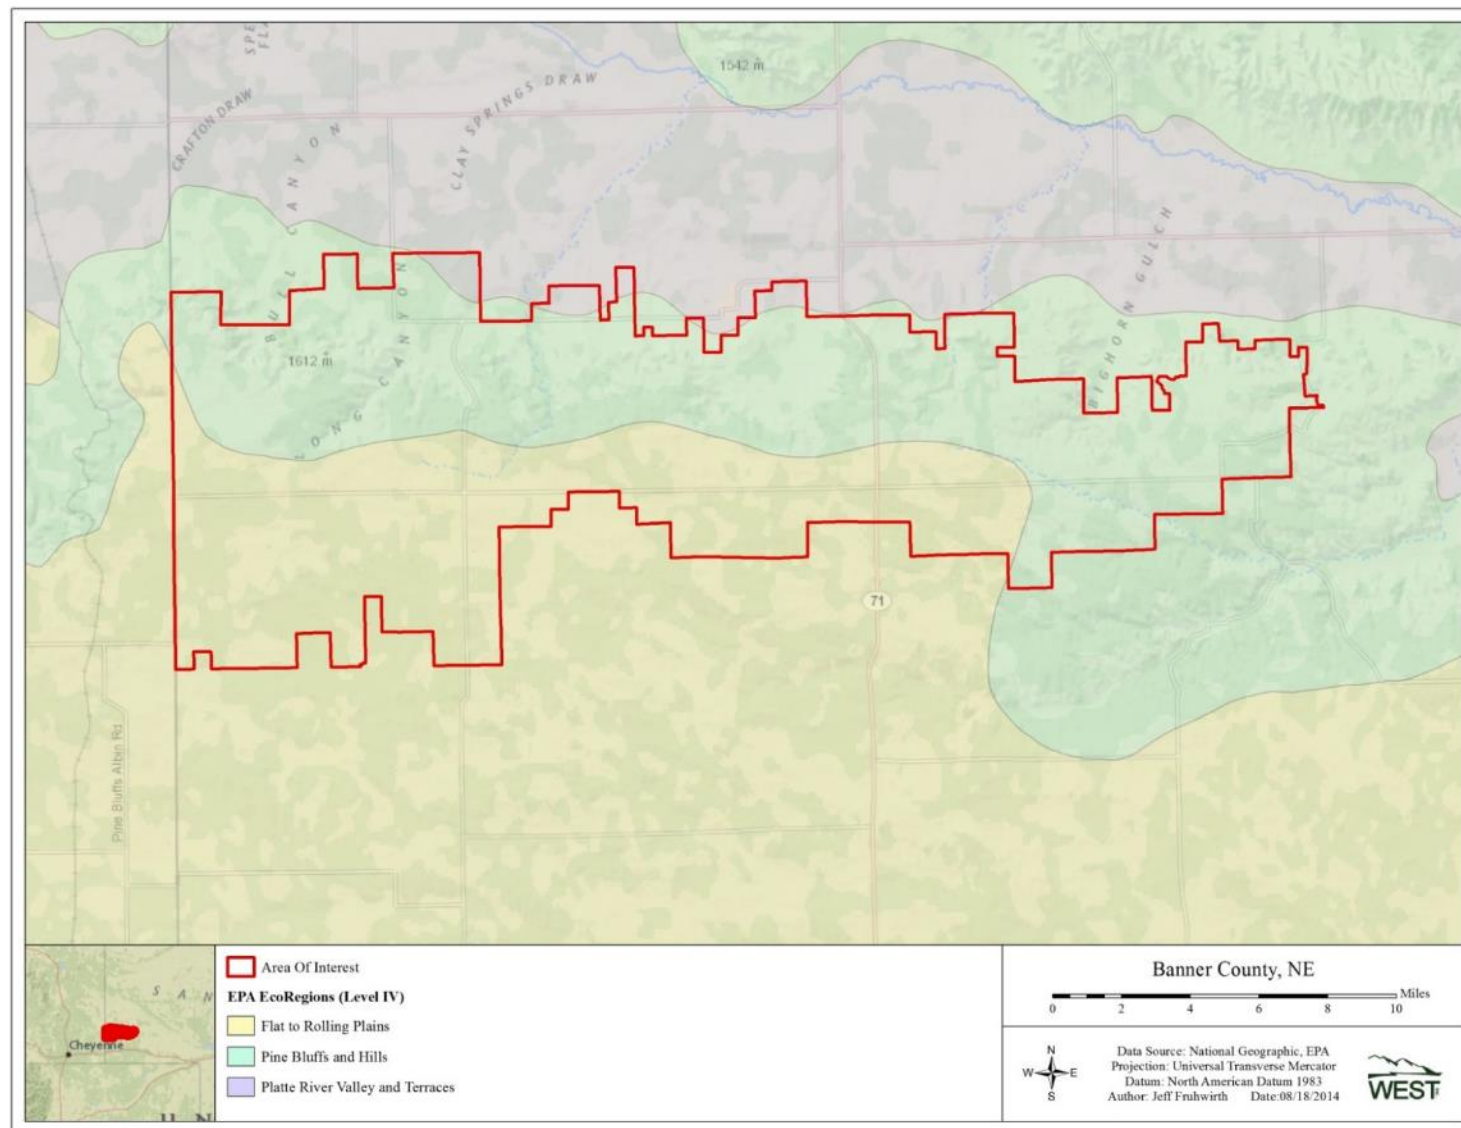 1542 m
CRAFTON DRAW
CLAY SPRINGS DRAW
BULL CANYON
LONG CANYON
BIGHORN GULCH
1612 m
71
Pine Bluffs Albin Rd
Cheyenne
Area Of Interest
EPA EcoRegions (Level IV)
Flat to Rolling Plains
Pine Bluffs and Hills
Platte River Valley and Terraces
Banner County, NE
Miles
0 2 4 6 8 10
N
W E
S
Data Source: National Geographic, EPA
Projection: Universal Transverse Mercator
Datum: North American Datum 1983
Author: Jeff Fruhwirth Date:08/18/2014
WEST